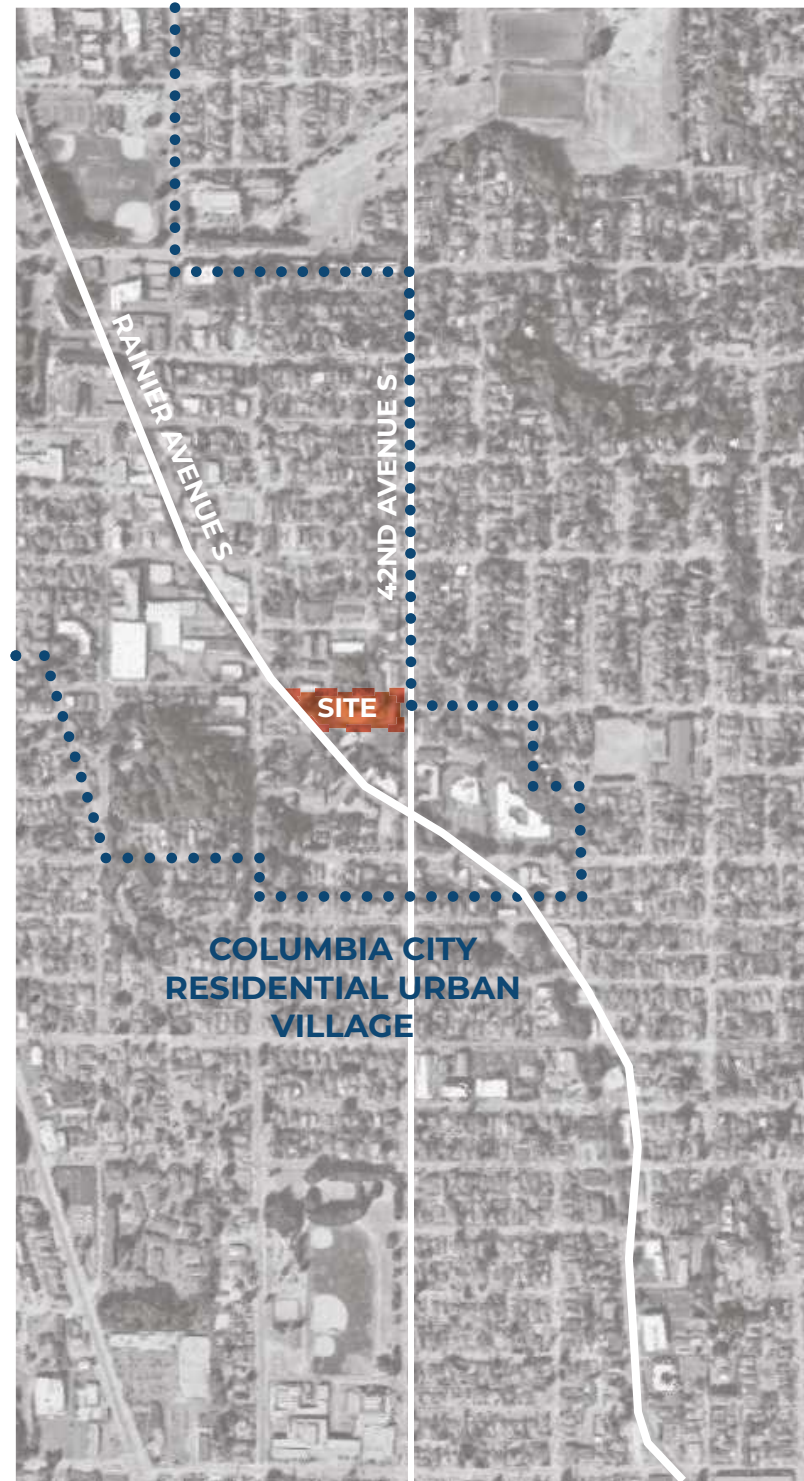 RAINIER AVENUE S
42ND AVENUE S
SITE
COLUMBIA CITY
RESIDENTIAL URBAN
VILLAGE